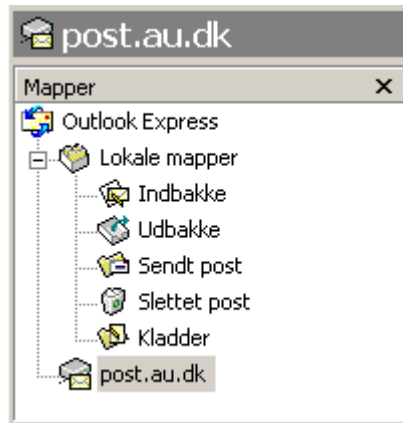 post.au.dk
Mapper
Outlook Express
Lokale mapper
Indbakke
Udbakke
Sendt post
Slettet post
Kladder
post.au.dk